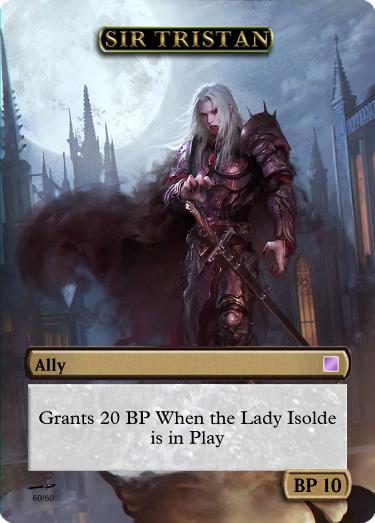 SIR TRISTAN
Ally
Grants 20 BP When the Lady Isolde
is in Play
BP 10
60/60